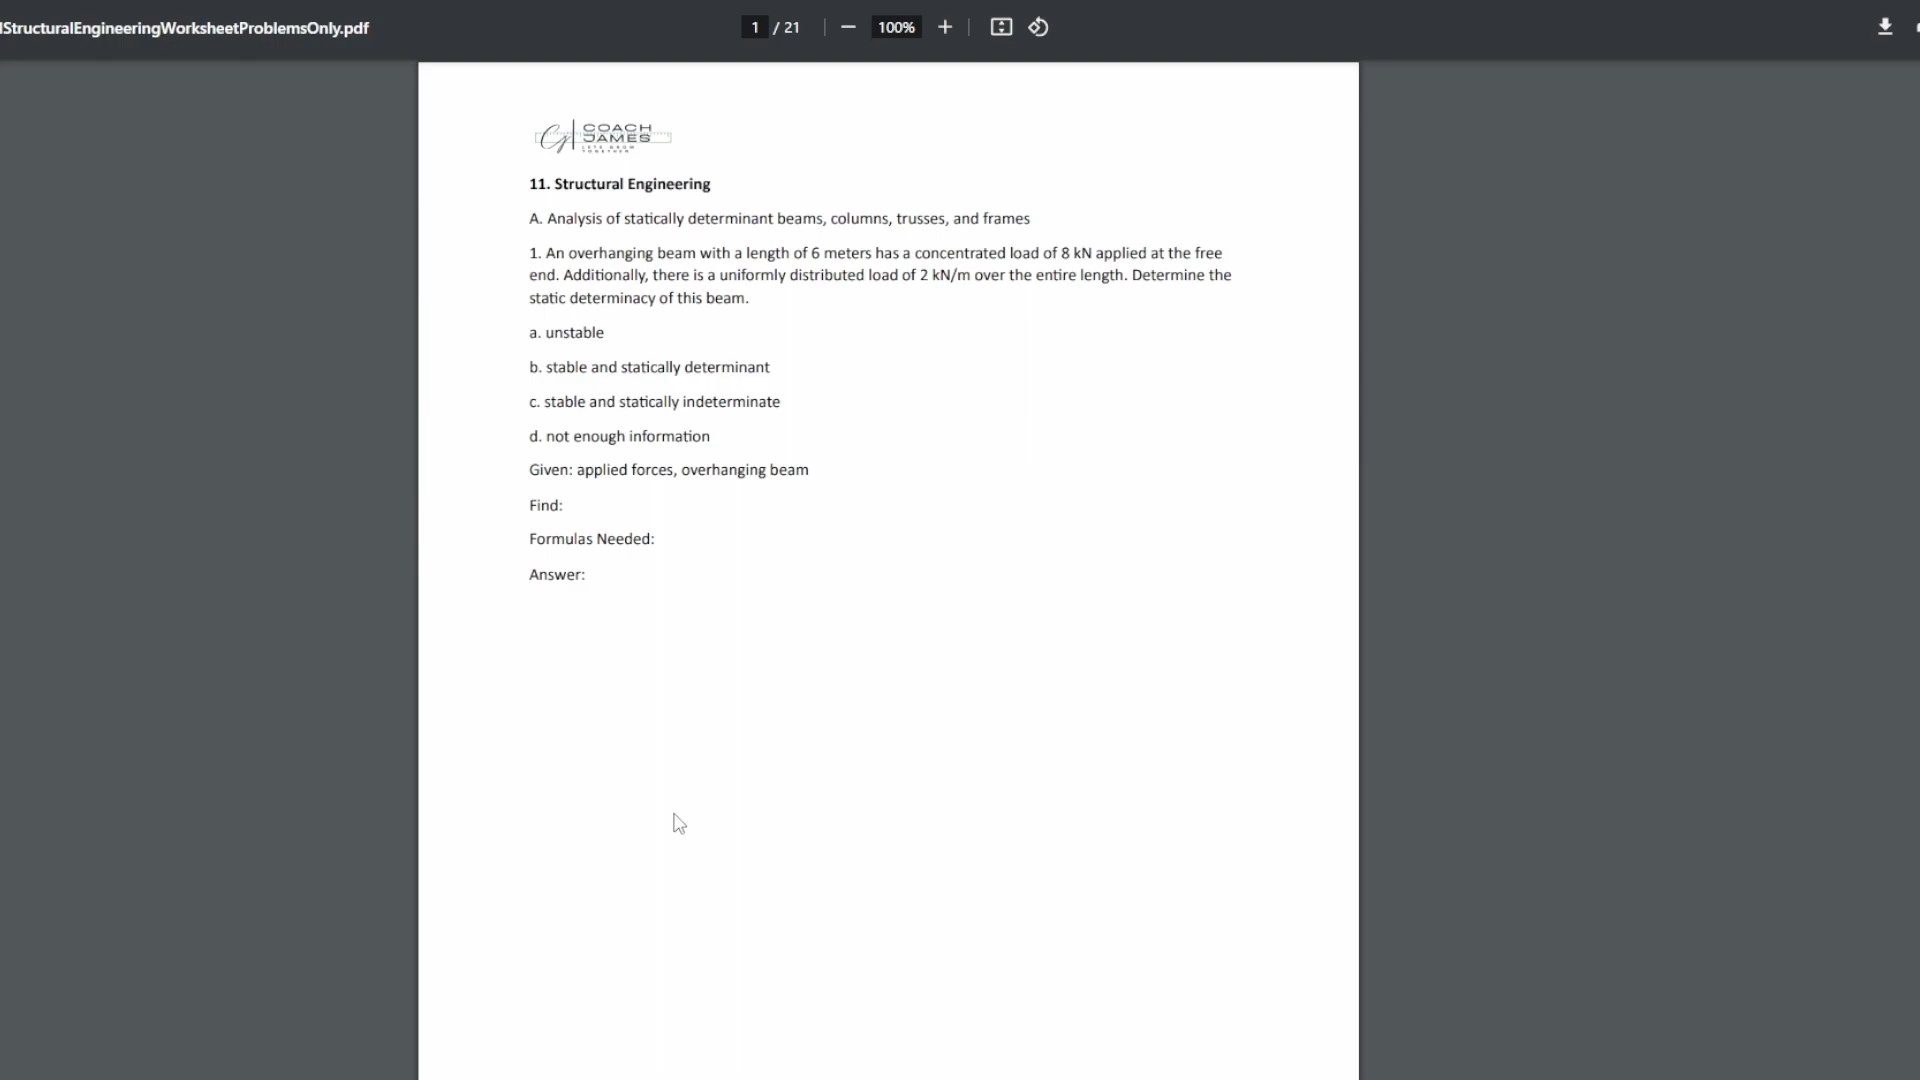 lStructuralEngineeringWorksheetProblemsOnly.pdf
1 / 21
100%
COACH
JAMES
LETS GROW
TOGETHER
11. Structural Engineering
A. Analysis of statically determinant beams, columns, trusses, and frames
1. An overhanging beam with a length of 6 meters has a concentrated load of 8 kN applied at the free
end. Additionally, there is a uniformly distributed load of 2 kN/m over the entire length. Determine the
static determinacy of this beam.
a. unstable
b. stable and statically determinant
c. stable and statically indeterminate
d. not enough information
Given: applied forces, overhanging beam
Find:
Formulas Needed:
Answer: